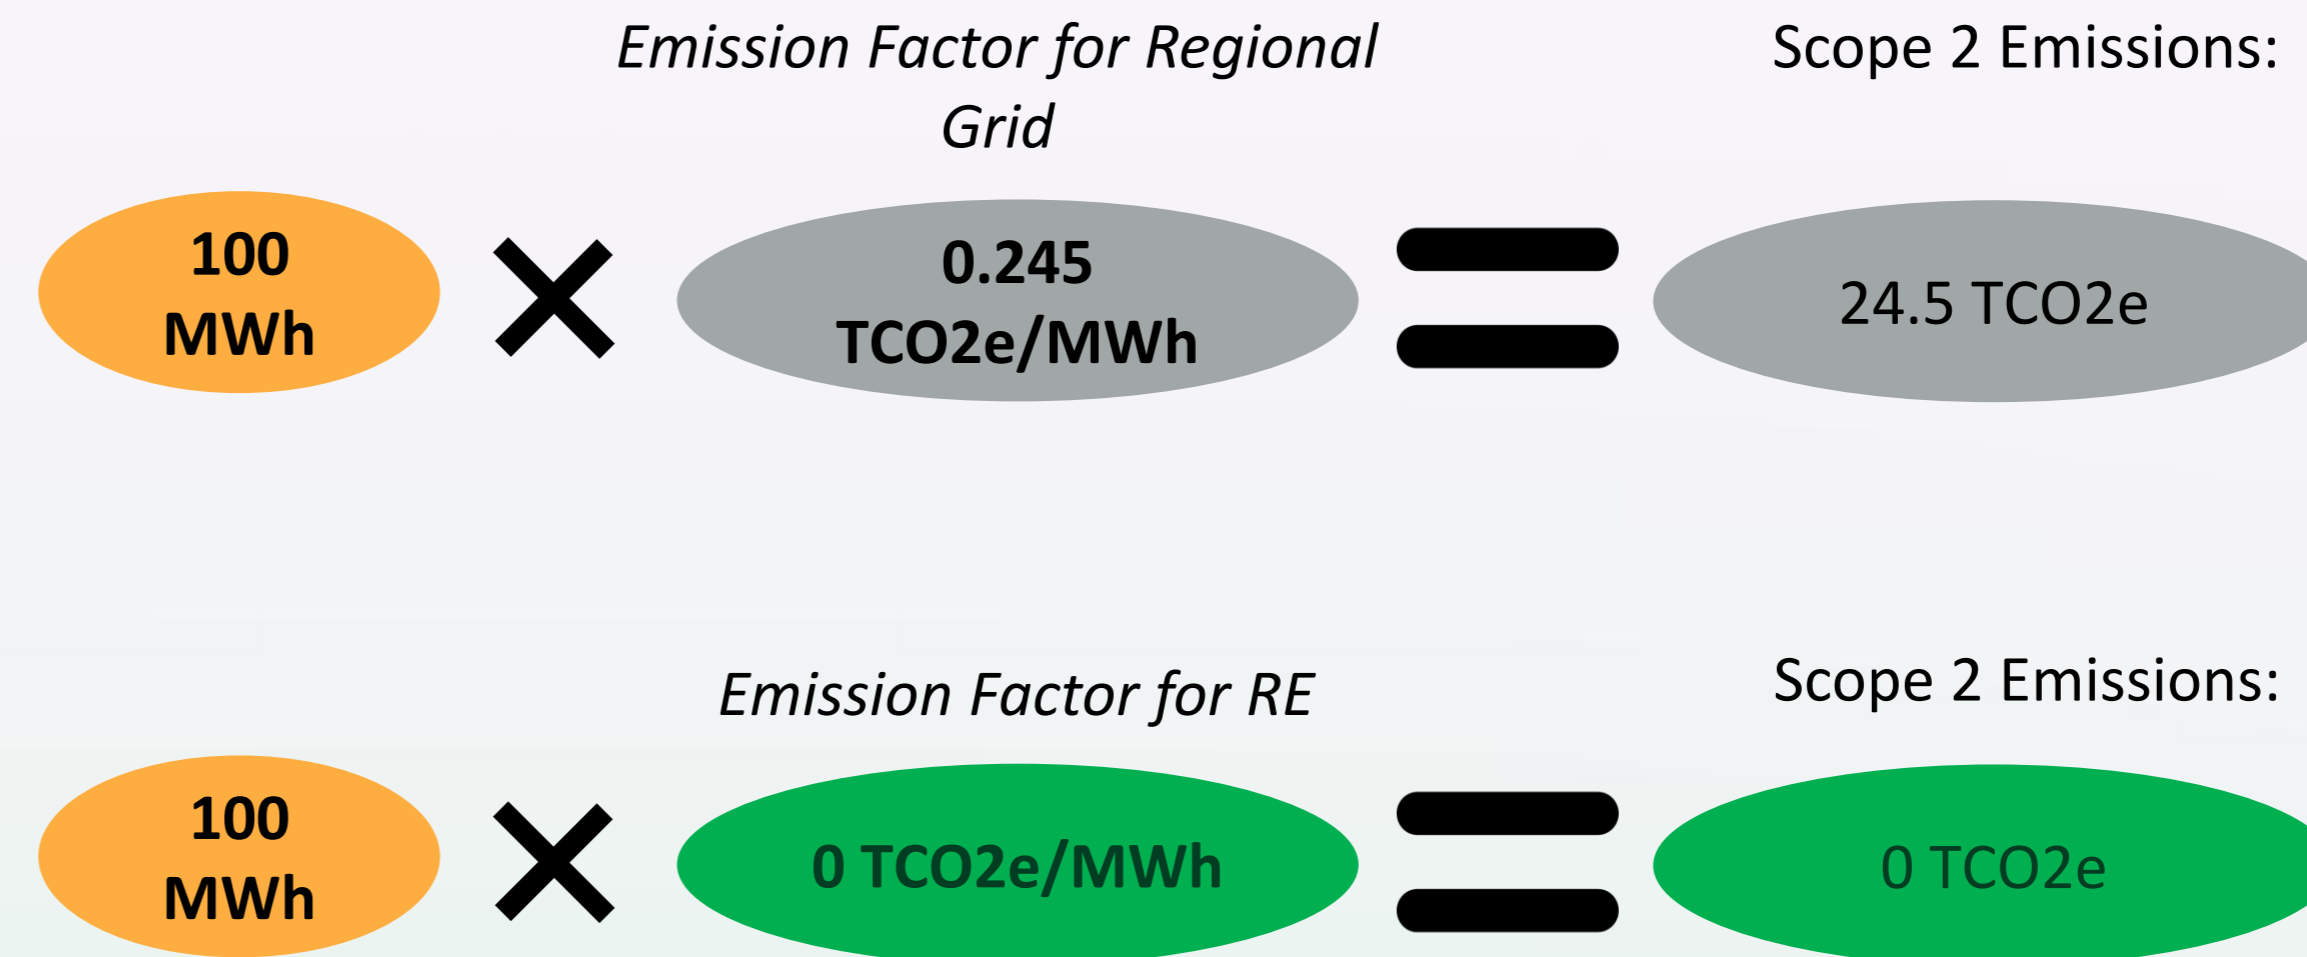 Emission Factor for Regional
Grid
Scope 2 Emissions:
100
MWh
0.245
TCO2e/MWh
24.5 TCO2e
Emission Factor for RE
Scope 2 Emissions:
100
MWh
0 TCO2e/MWh
0 TCO2e